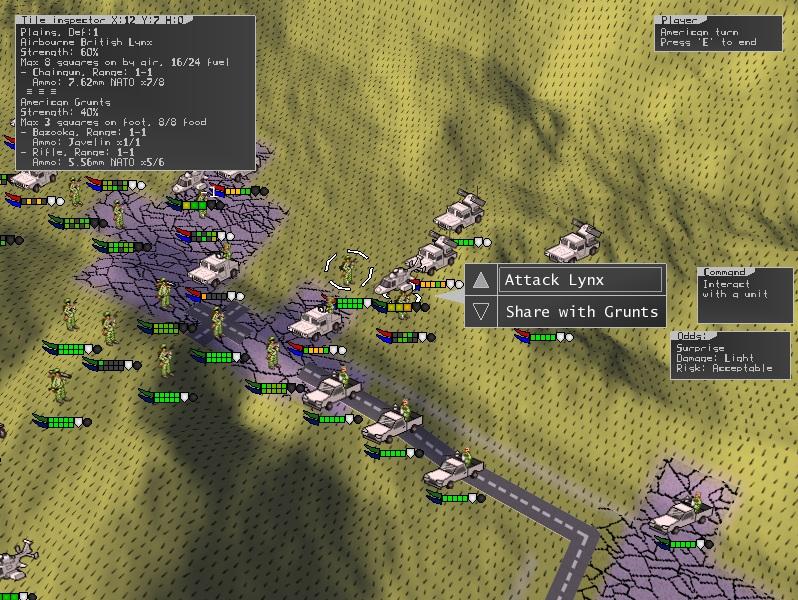 Tile inspector X:12 Y:7 H:0
Plains, Def:1
Airbourne British Lynx
Strength: 60%
Max 8 squares on by air, 16/24 fuel
- Chaingun, Range: 1-1
Ammo: 7.62mm NATO x7/8
= = =
American Grunts
Strength: 40%
Max 3 squares on foot, 8/8 food
- Bazooka, Range: 1-1
Ammo: Javelin x1/1
- Rifle, Range: 1-1
Ammo: 5.56mm NATO x5/6
Player
American turn
Press 'E' to end
Attack Lynx
Share with Grunts
Command
Interact
with a unit
Odds:
Surprise
Damage: Light
Risk: Acceptable